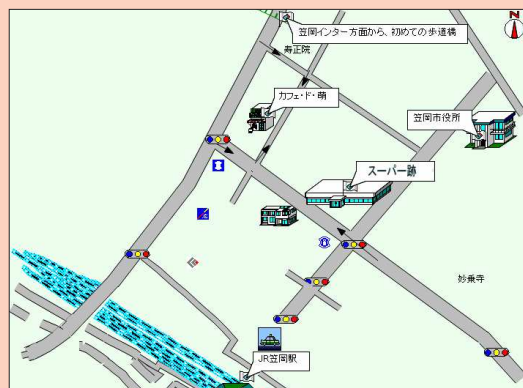 N
笠岡インター方面から、初めての歩道橋
寿正院
カフェ・ド・萌
笠岡市役所
スーパー跡
妙乗寺
JR笠岡駅